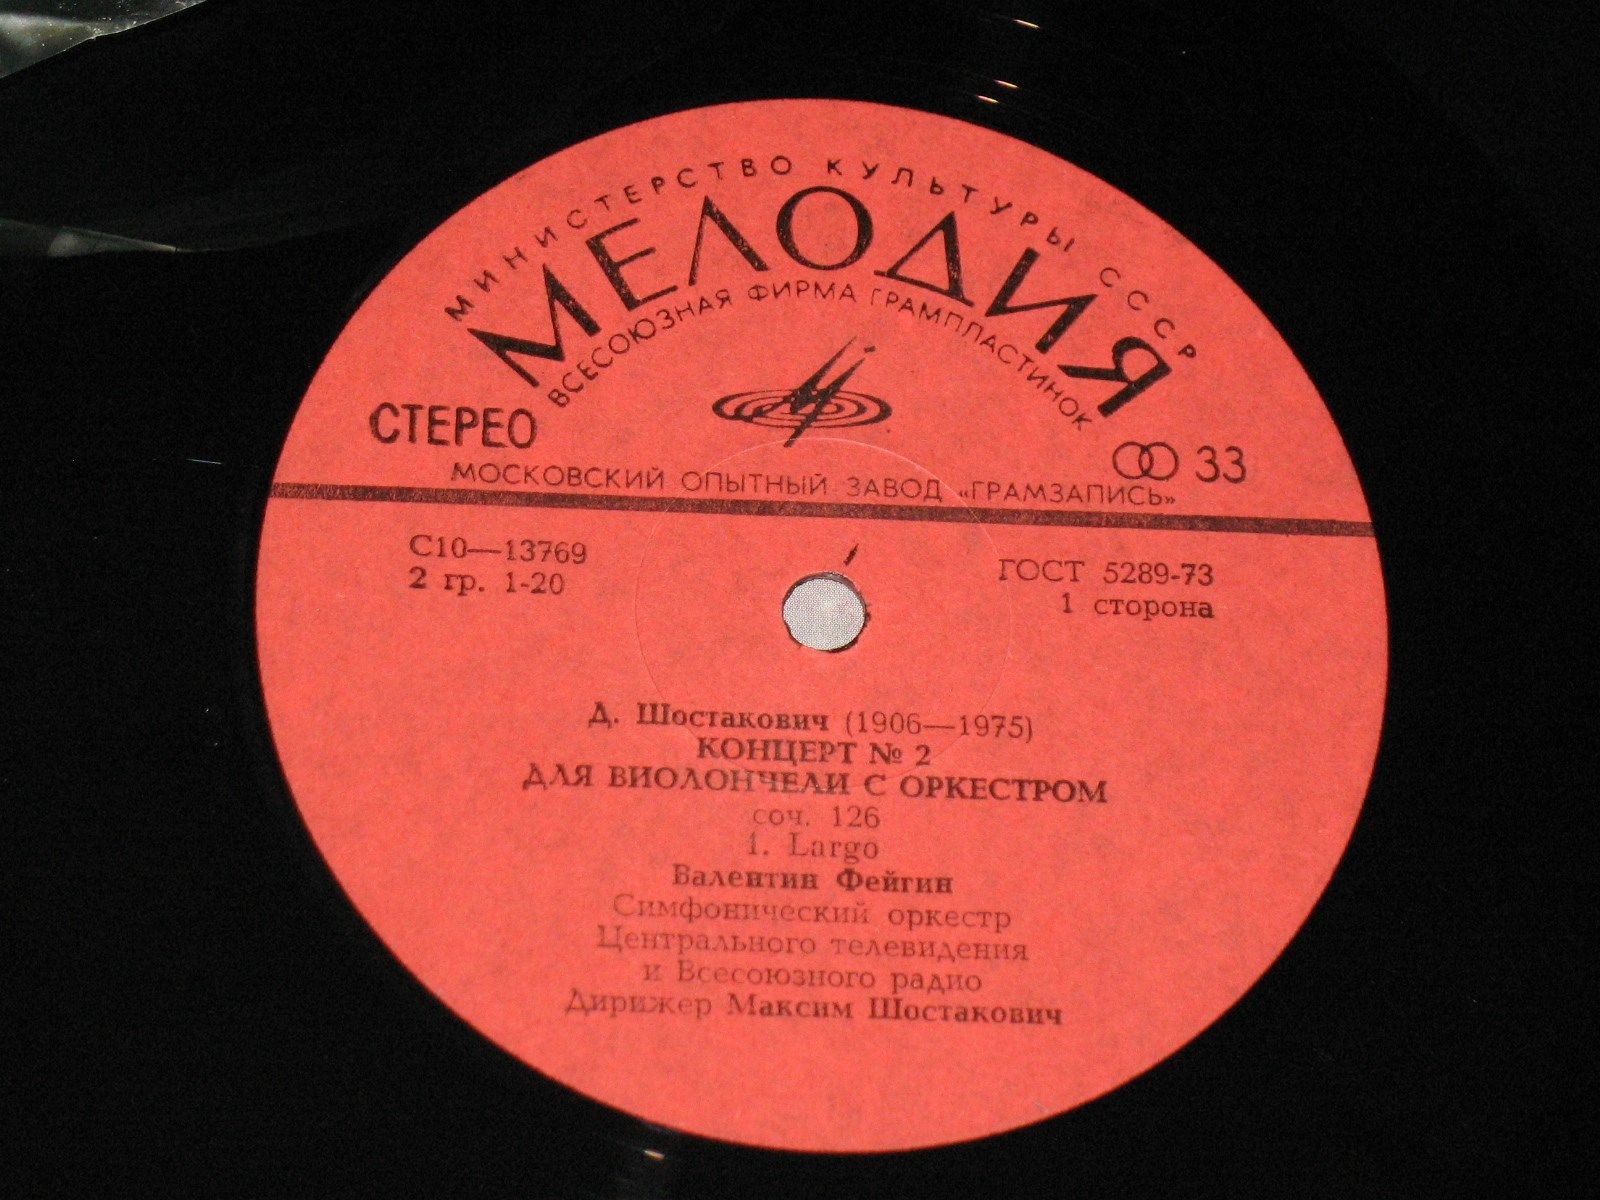 МИНИСТЕРСТВО КУЛЬТУРЫ СССР
МЕЛОДИЯ
ВСЕСОЮЗНАЯ ФИРМА ГРАМПЛАСТИНОК
СТЕРЕО
33
МОСКОВСКИЙ ОПЫТНЫЙ ЗАВОД «ГРАМЗАПИСЬ»
С10—13769
ГОСТ 5289-73
2 гр. 1-20
1 сторона
Д. Шостакович (1906—1975)
КОНЦЕРТ № 2
ДЛЯ ВИОЛОНЧЕЛИ С ОРКЕСТРОМ
соч. 126
1. Largo
Валентин Фейгин
Симфонический оркестр
Центрального телевидения
и Всесоюзного радио
Дирижер Максим Шостакович